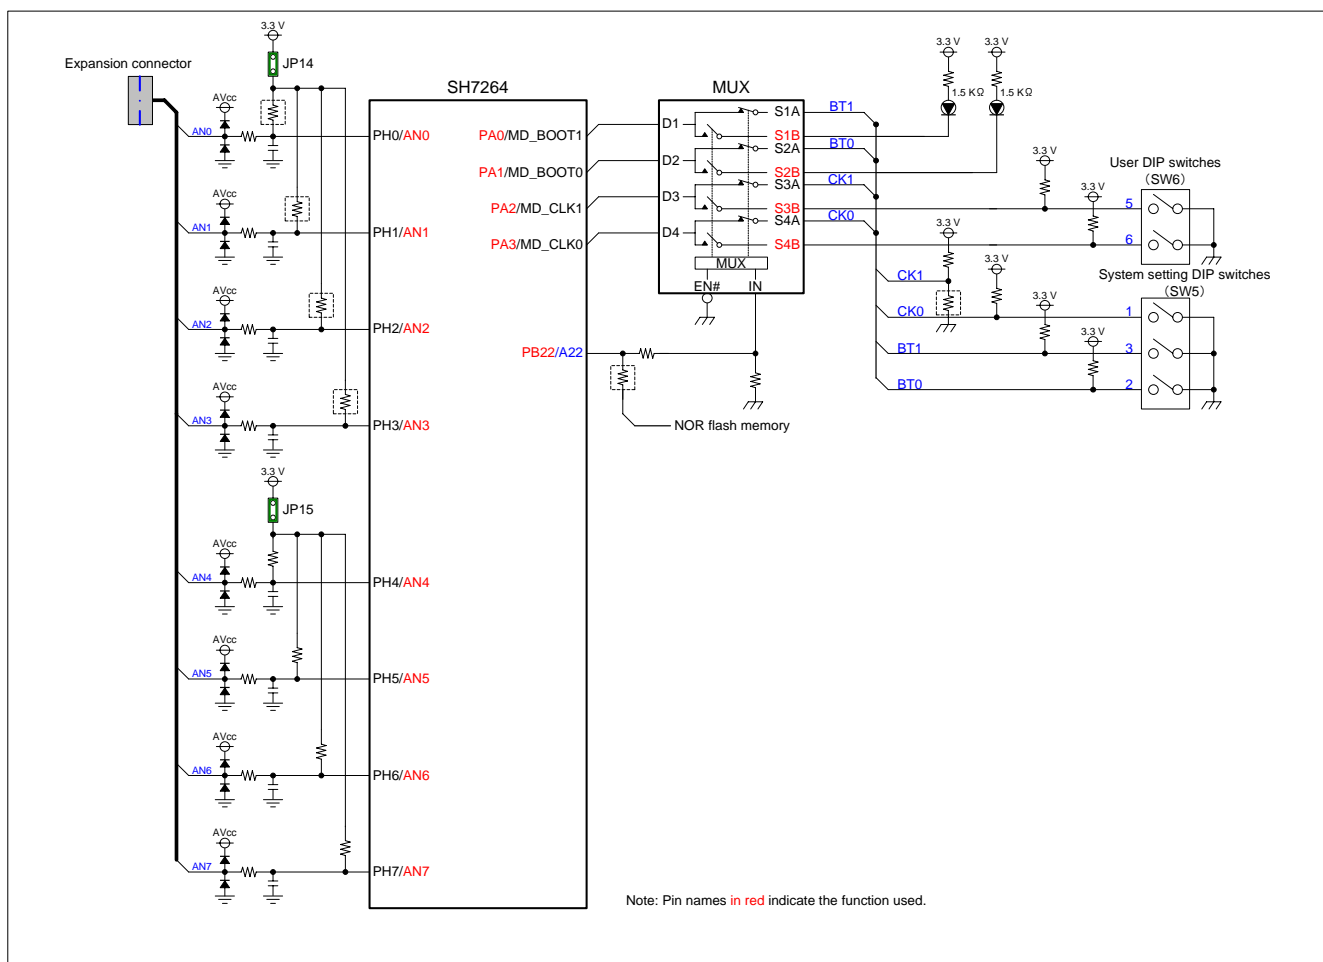 Expansion connector
3.3 V
JP14
SH7264
MUX
3.3 V
3.3 V
1.5 KΩ
1.5 KΩ
AVcc
AN0
PH0/AN0
PA0/MD_BOOT1
D1
S1A
BT1
S1B
S2A
BT0
PA1/MD_BOOT0
D2
S2B
S3A
CK1
PA2/MD_CLK1
D3
S3B
S4A
CK0
PA3/MD_CLK0
D4
S4B
MUX
EN#
IN
3.3 V
3.3 V
User DIP switches
(SW6)
5
6
AVcc
AN1
PH1/AN1
3.3 V
3.3 V
3.3 V
3.3 V
System setting DIP switches
(SW5)
CK1
CK0
1
BT1
3
BT0
2
AVcc
AN2
PH2/AN2
PB22/A22
NOR flash memory
AVcc
AN3
PH3/AN3
3.3 V
JP15
AVcc
AN4
PH4/AN4
AVcc
AN5
PH5/AN5
AVcc
AN6
PH6/AN6
AVcc
AN7
PH7/AN7
Note: Pin names in red indicate the function used.